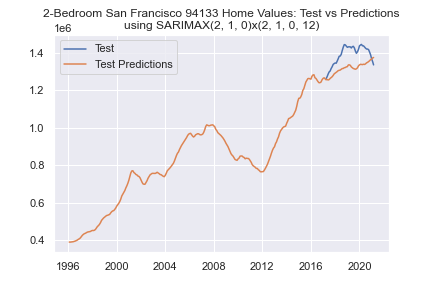 2-Bedroom San Francisco 94133 Home Values: Test vs Predictions
using SARIMAX(2, 1, 0)x(2, 1, 0, 12)
1e6
Test
Test Predictions
1.4
1.2
1.0
0.8
0.6
0.4
1996 2000 2004 2008 2012 2016 2020